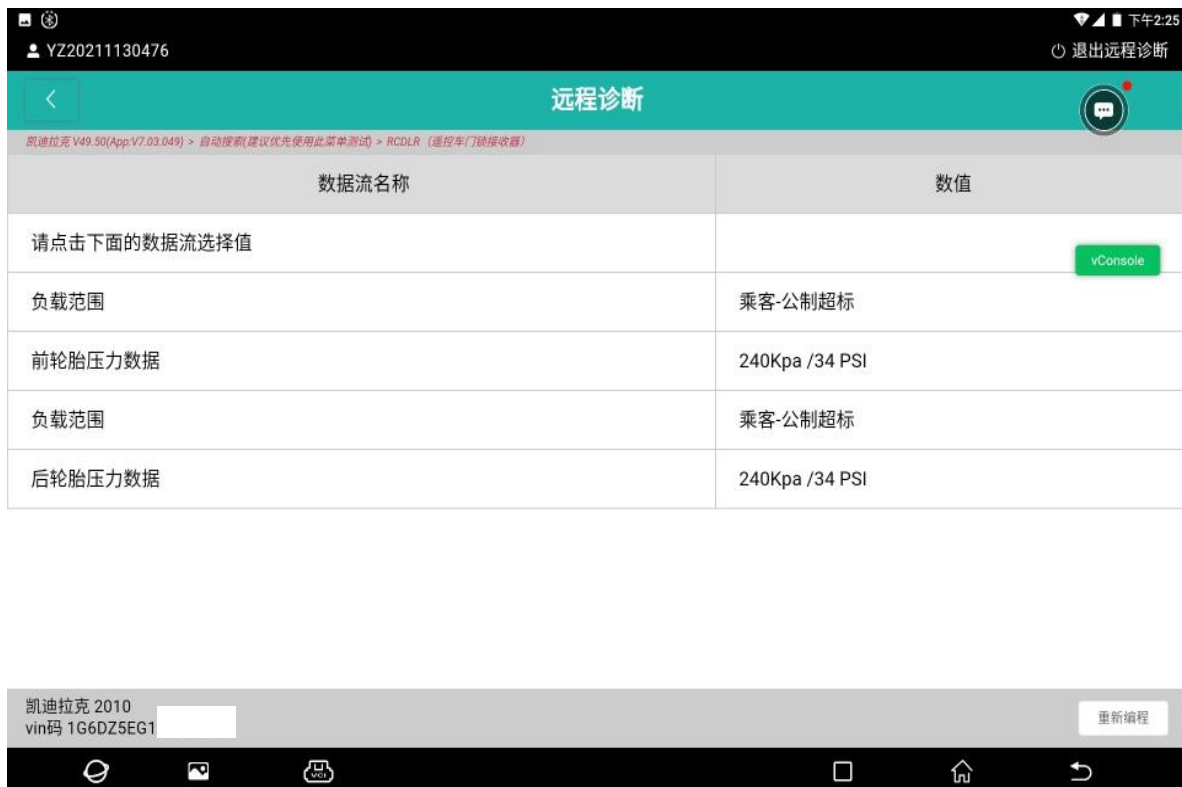 下午2:25
YZ20211130476
退出远程诊断
远程诊断
凯迪拉克 V49.50(App:V7.03.049) > 自动搜索(建议优先使用此菜单测试) > RCDLR（遥控车门锁接收器）
数据流名称 数值
请点击下面的数据流选择值
vConsole
负载范围 乘客-公制超标
前轮胎压力数据 240Kpa /34 PSI
负载范围 乘客-公制超标
后轮胎压力数据 240Kpa /34 PSI
凯迪拉克 2010
vin码 1G6DZ5EG1
重新编程
VCI